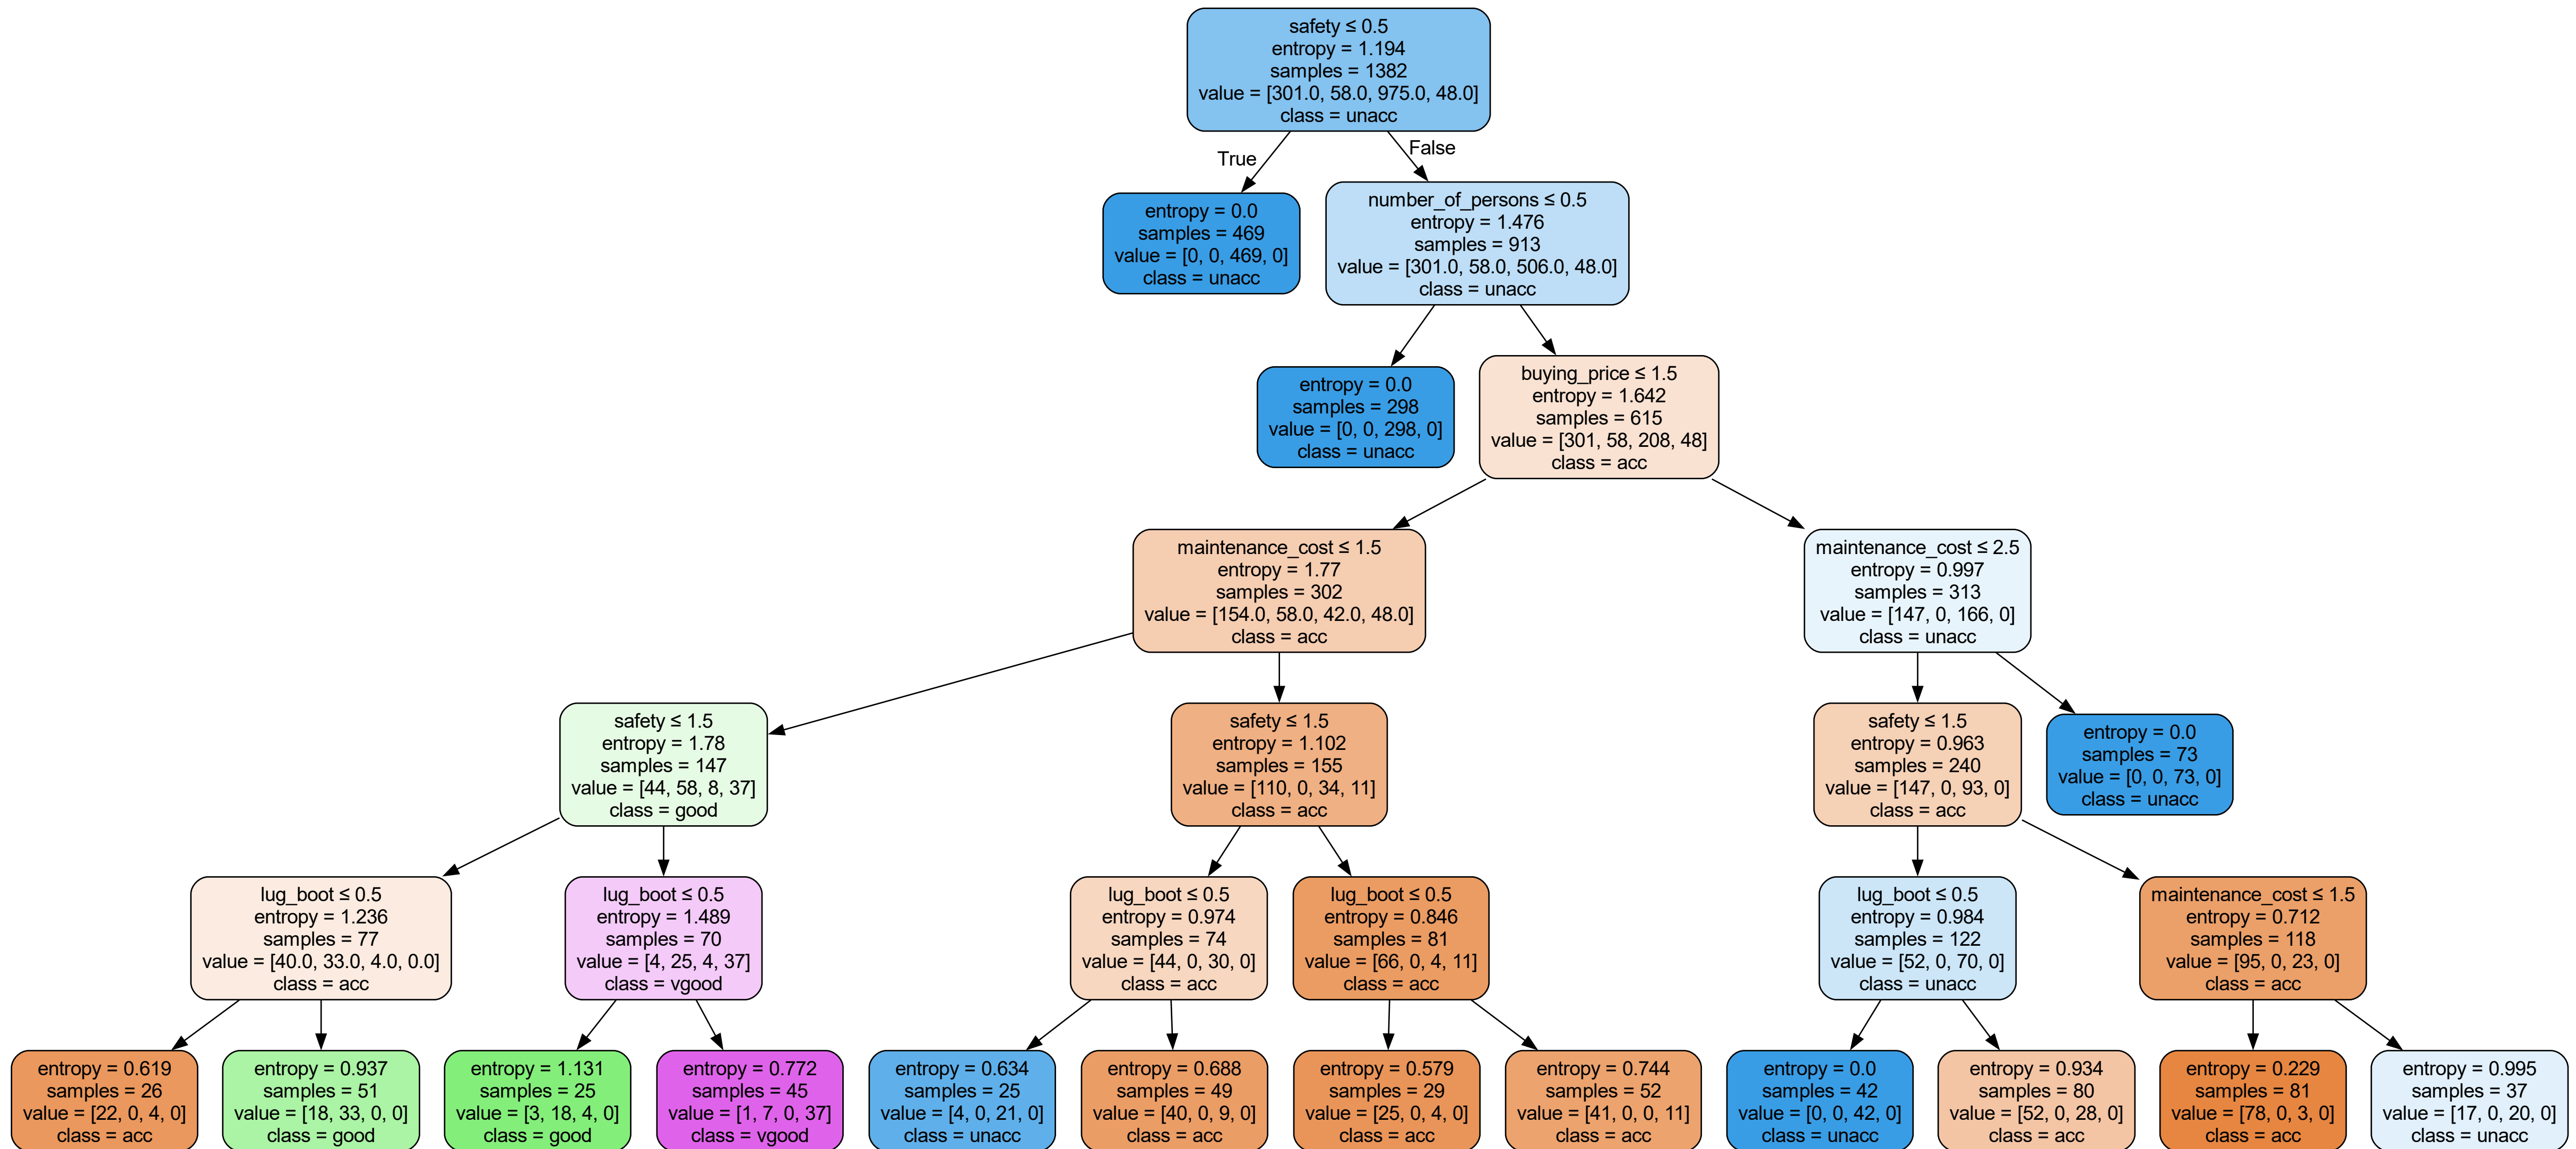 safety ≤ 0.5
entropy = 1.194
samples = 1382
value = [301.0, 58.0, 975.0, 48.0]
class = unacc
True
False
entropy = 0.0
samples = 469
value = [0, 0, 469, 0]
class = unacc
number_of_persons ≤ 0.5
entropy = 1.476
samples = 913
value = [301.0, 58.0, 506.0, 48.0]
class = unacc
entropy = 0.0
samples = 298
value = [0, 0, 298, 0]
class = unacc
buying_price ≤ 1.5
entropy = 1.642
samples = 615
value = [301, 58, 208, 48]
class = acc
maintenance_cost ≤ 1.5
entropy = 1.77
samples = 302
value = [154.0, 58.0, 42.0, 48.0]
class = acc
maintenance_cost ≤ 2.5
entropy = 0.997
samples = 313
value = [147, 0, 166, 0]
class = unacc
safety ≤ 1.5
entropy = 1.78
samples = 147
value = [44, 58, 8, 37]
class = good
safety ≤ 1.5
entropy = 1.102
samples = 155
value = [110, 0, 34, 11]
class = acc
safety ≤ 1.5
entropy = 0.963
samples = 240
value = [147, 0, 93, 0]
class = acc
entropy = 0.0
samples = 73
value = [0, 0, 73, 0]
class = unacc
lug_boot ≤ 0.5
entropy = 1.236
samples = 77
value = [40.0, 33.0, 4.0, 0.0]
class = acc
lug_boot ≤ 0.5
entropy = 1.489
samples = 70
value = [4, 25, 4, 37]
class = vgood
lug_boot ≤ 0.5
entropy = 0.974
samples = 74
value = [44, 0, 30, 0]
class = acc
lug_boot ≤ 0.5
entropy = 0.846
samples = 81
value = [66, 0, 4, 11]
class = acc
lug_boot ≤ 0.5
entropy = 0.984
samples = 122
value = [52, 0, 70, 0]
class = unacc
maintenance_cost ≤ 1.5
entropy = 0.712
samples = 118
value = [95, 0, 23, 0]
class = acc
entropy = 0.619
samples = 26
value = [22, 0, 4, 0]
class = acc
entropy = 0.937
samples = 51
value = [18, 33, 0, 0]
class = good
entropy = 1.131
samples = 25
value = [3, 18, 4, 0]
class = good
entropy = 0.772
samples = 45
value = [1, 7, 0, 37]
class = vgood
entropy = 0.634
samples = 25
value = [4, 0, 21, 0]
class = unacc
entropy = 0.688
samples = 49
value = [40, 0, 9, 0]
class = acc
entropy = 0.579
samples = 29
value = [25, 0, 4, 0]
class = acc
entropy = 0.744
samples = 52
value = [41, 0, 0, 11]
class = acc
entropy = 0.0
samples = 42
value = [0, 0, 42, 0]
class = unacc
entropy = 0.934
samples = 80
value = [52, 0, 28, 0]
class = acc
entropy = 0.229
samples = 81
value = [78, 0, 3, 0]
class = acc
entropy = 0.995
samples = 37
value = [17, 0, 20, 0]
class = unacc